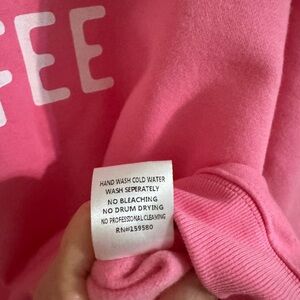 FEE
HAND WASH COLD WATER
WASH SEPERATELY
NO BLEACHING
NO DRUM DRYING
NO PROFESSIONAL CLEANING
RN#159580